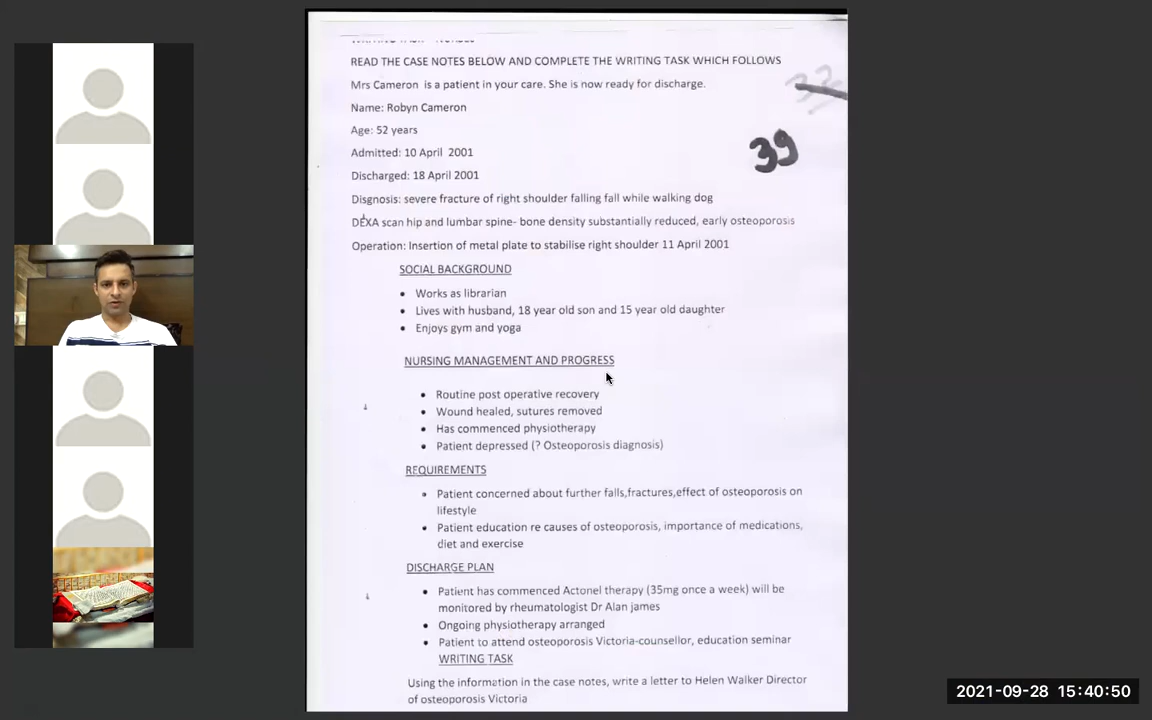 READ THE CASE NOTES BELOW AND COMPLETE THE WRITING TASK WHICH FOLLOWS
Mrs Cameron is a patient in your care. She is now ready for discharge.
Name: Robyn Cameron
Age: 52 years
39
Admitted: 10 April 2001
Discharged: 18 April 2001
Disgnosis: severe fracture of right shoulder falling fall while walking dog
DEXA scan hip and lumbar spine- bone density substantially reduced, early osteoporosis
Operation: Insertion of metal plate to stabilise right shoulder 11 April 2001
SOCIAL BACKGROUND
• Works as librarian
• Lives with husband, 18 year old son and 15 year old daughter
• Enjoys gym and yoga
NURSING MANAGEMENT AND PROGRESS
• Routine post operative recovery
• Wound healed, sutures removed
• Has commenced physiotherapy
• Patient depressed (? Osteoporosis diagnosis)
REQUIREMENTS
• Patient concerned about further falls,fractures,effect of osteoporosis on
lifestyle
• Patient education re causes of osteoporosis, importance of medications,
diet and exercise
DISCHARGE PLAN
• Patient has commenced Actonel therapy (35mg once a week) will be
monitored by rheumatologist Dr Alan james
• Ongoing physiotherapy arranged
• Patient to attend osteoporosis Victoria-counsellor, education seminar
WRITING TASK
Using the information in the case notes, write a letter to Helen Walker Director
of osteoporosis Victoria
2021-09-28 15:40:50